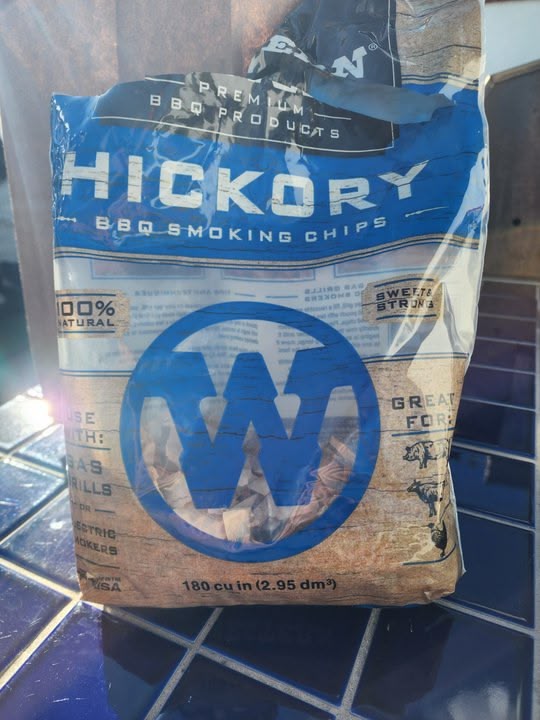 PREMIUM
BBQ PRODUCTS
HICKORY
BBQ SMOKING CHIPS
100%
NATURAL
SWEET &
STRONG
W
GREAT
FOR:
USE
WITH:
GAS
GRILLS
OR
ELECTRIC
SMOKERS
USA
180 cu in (2.95 dm³)